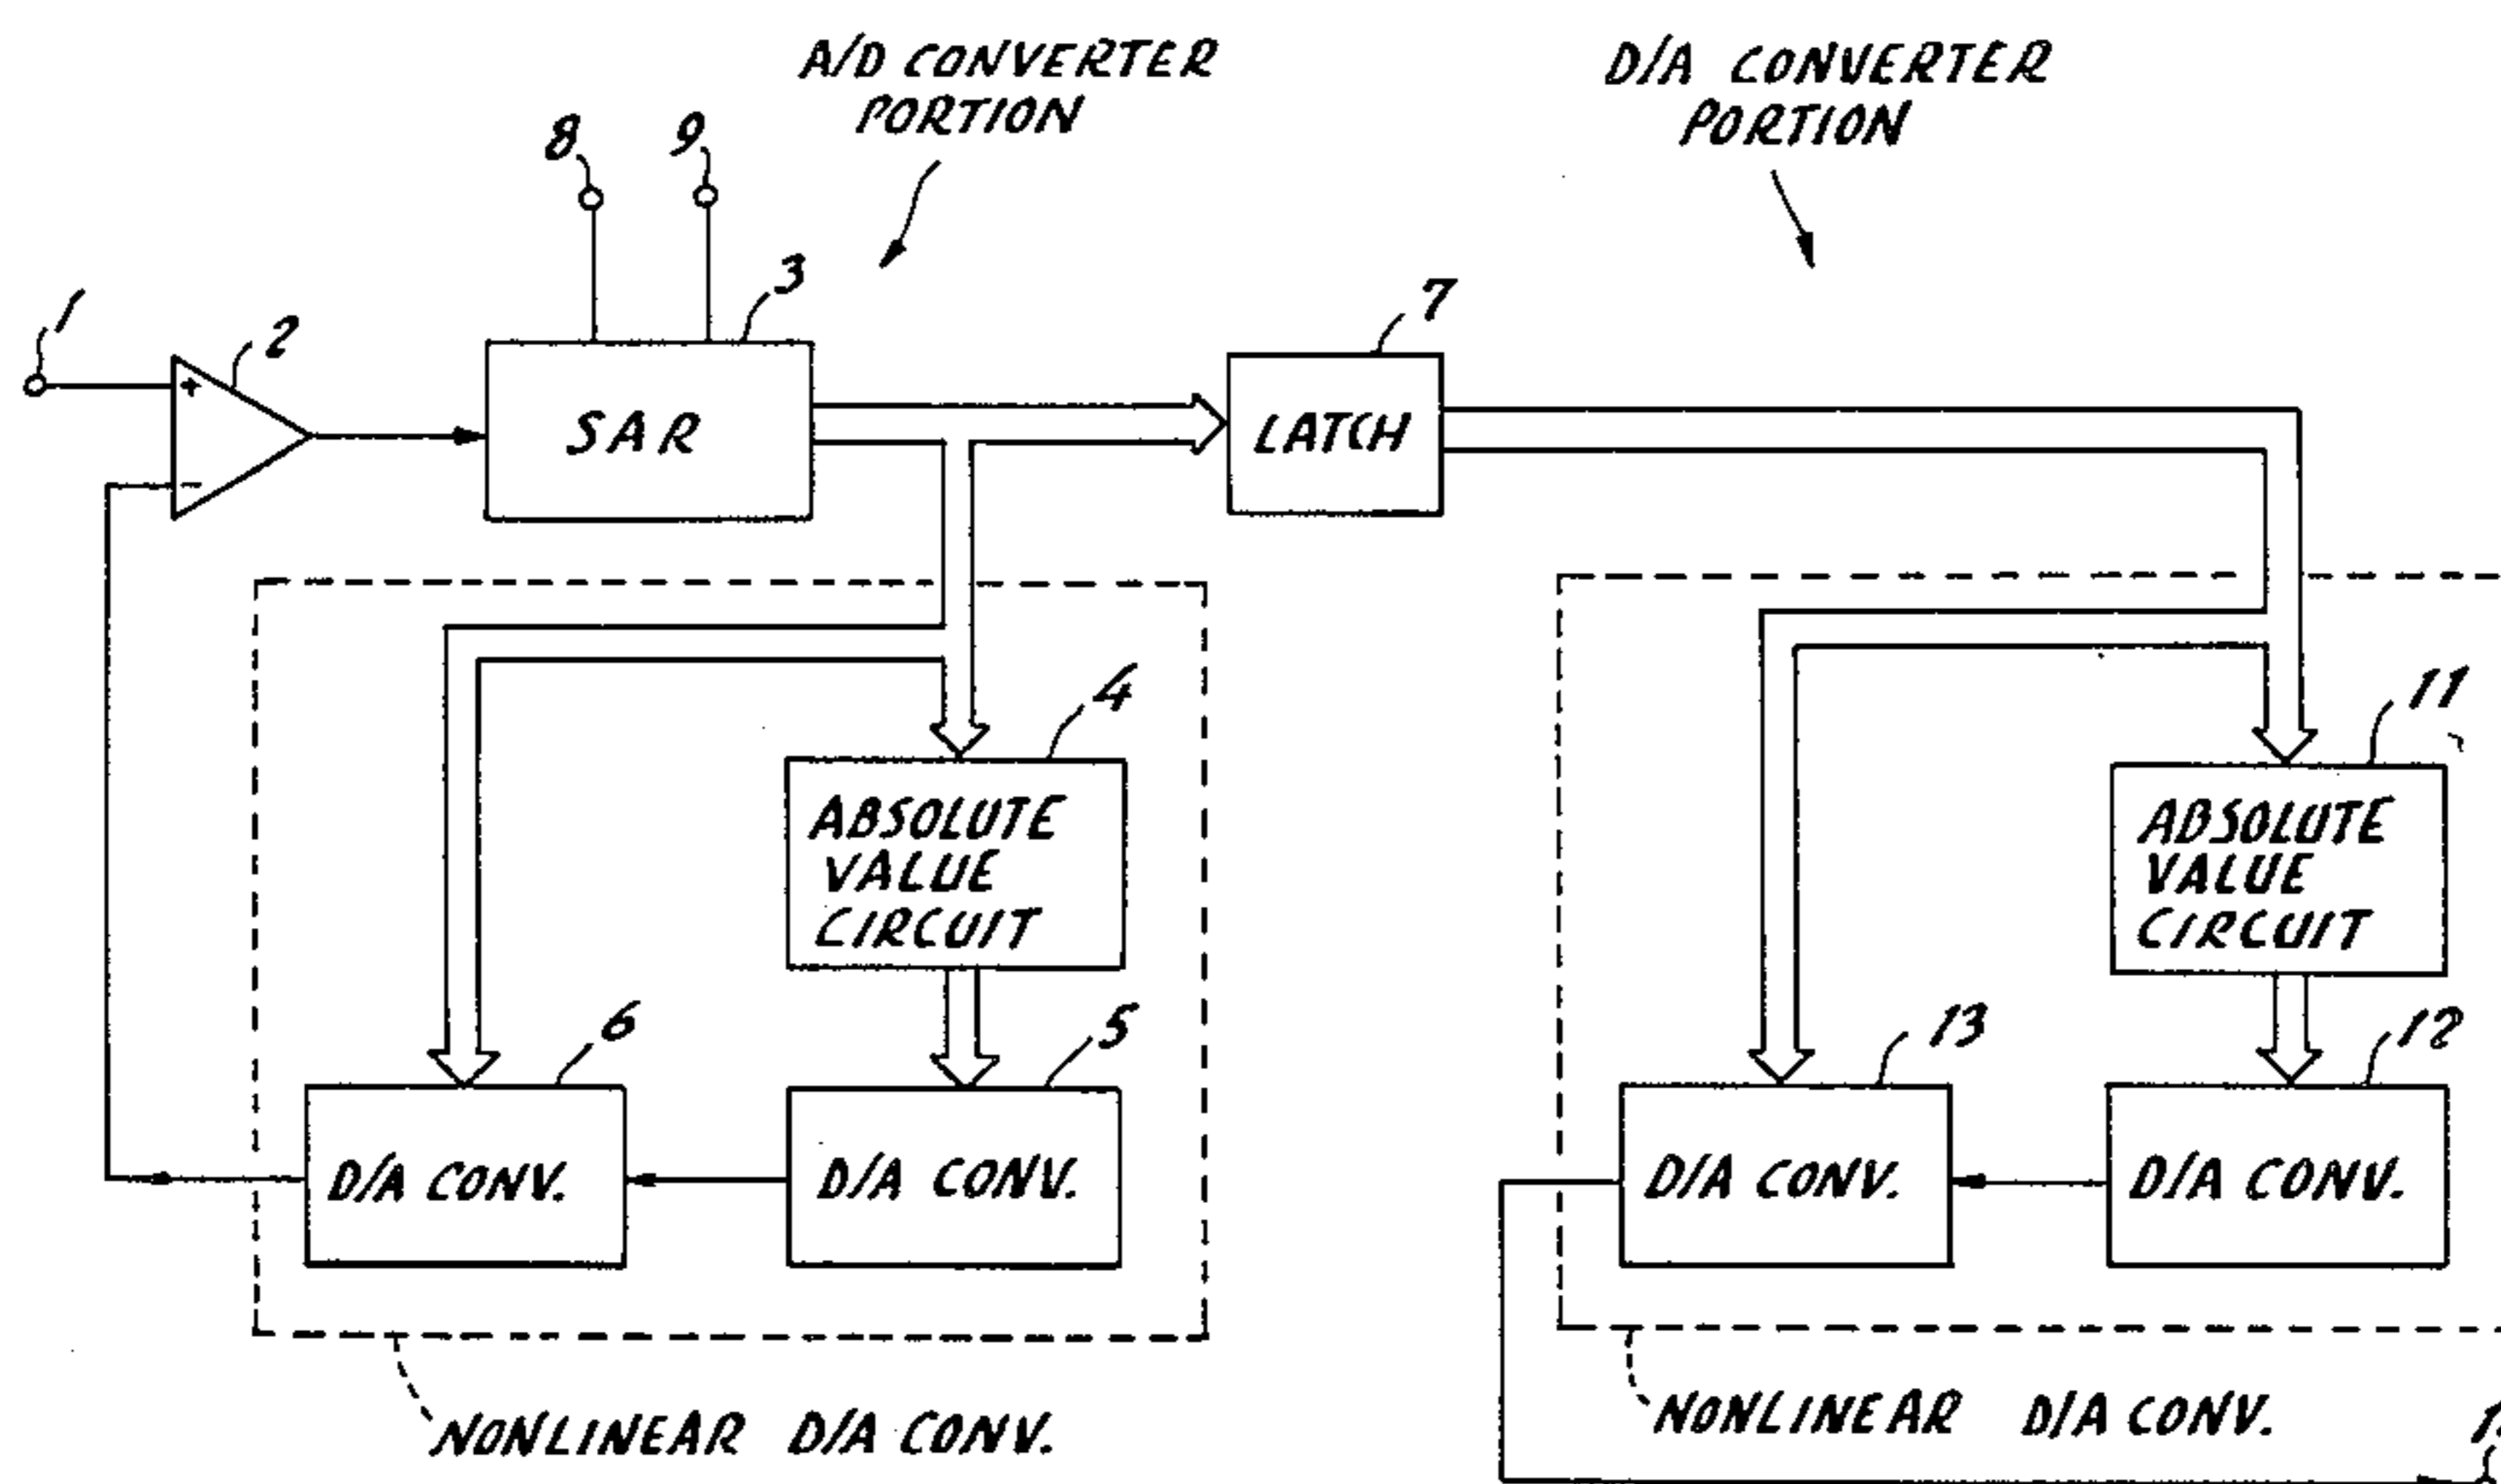 A/D CONVERTER
PORTION
D/A CONVERTER
PORTION
8
9
3
7
1
2
+
-
SAR
LATCH
4
11
ABSOLUTE
VALUE
CIRCUIT
ABSOLUTE
VALUE
CIRCUIT
6
5
13
12
D/A CONV.
D/A CONV.
D/A CONV.
D/A CONV.
NONLINEAR D/A CONV.
NONLINEAR D/A CONV.